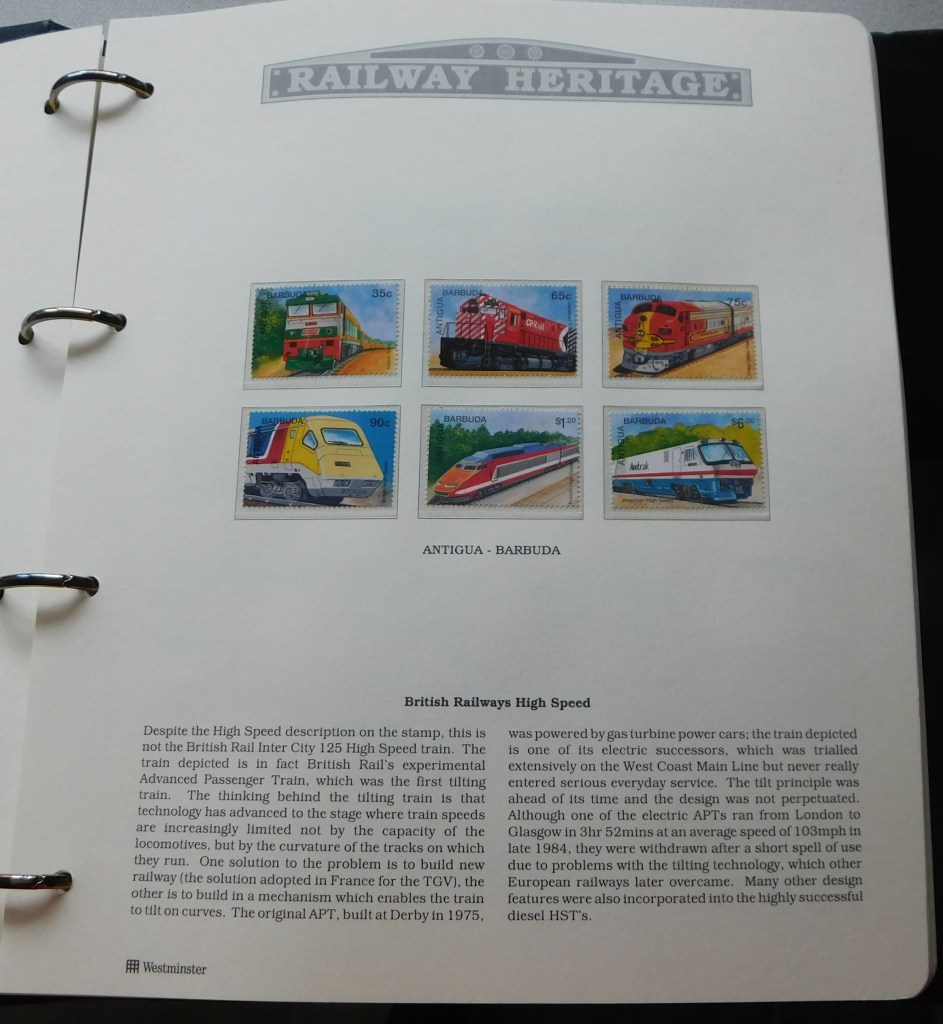 RAILWAY HERITAGE
BARBUDA 35c
ANTIGUA BARBUDA 65c
CP Rail
ANTIGUA BARBUDA 75c
BARBUDA 90c
BARBUDA $1.20
ANTIGUA BARBUDA $6.00
Amtrak
ANTIGUA - BARBUDA
British Railways High Speed
Despite the High Speed description on the stamp, this is
not the British Rail Inter City 125 High Speed train. The
train depicted is in fact British Rail's experimental
Advanced Passenger Train, which was the first tilting
train. The thinking behind the tilting train is that
technology has advanced to the stage where train speeds
are increasingly limited not by the capacity of the
locomotives, but by the curvature of the tracks on which
they run. One solution to the problem is to build new
railway (the solution adopted in France for the TGV), the
other is to build in a mechanism which enables the train
to tilt on curves. The original APT, built at Derby in 1975,
was powered by gas turbine power cars; the train depicted
is one of its electric successors, which was trialled
extensively on the West Coast Main Line but never really
entered serious everyday service. The tilt principle was
ahead of its time and the design was not perpetuated.
Although one of the electric APTs ran from London to
Glasgow in 3hr 52mins at an average speed of 103mph in
late 1984, they were withdrawn after a short spell of use
due to problems with the tilting technology, which other
European railways later overcame. Many other design
features were also incorporated into the highly successful
diesel HST's.
Westminster